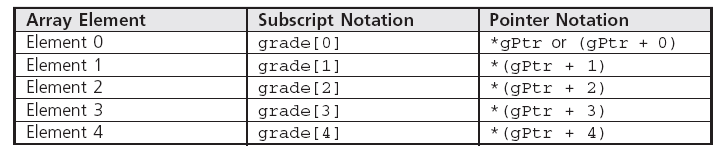 Array Element Subscript Notation Pointer Notation
Element 0 grade[0] *gPtr or (gPtr + 0)
Element 1 grade[1] *(gPtr + 1)
Element 2 grade[2] *(gPtr + 2)
Element 3 grade[3] *(gPtr + 3)
Element 4 grade[4] *(gPtr + 4)